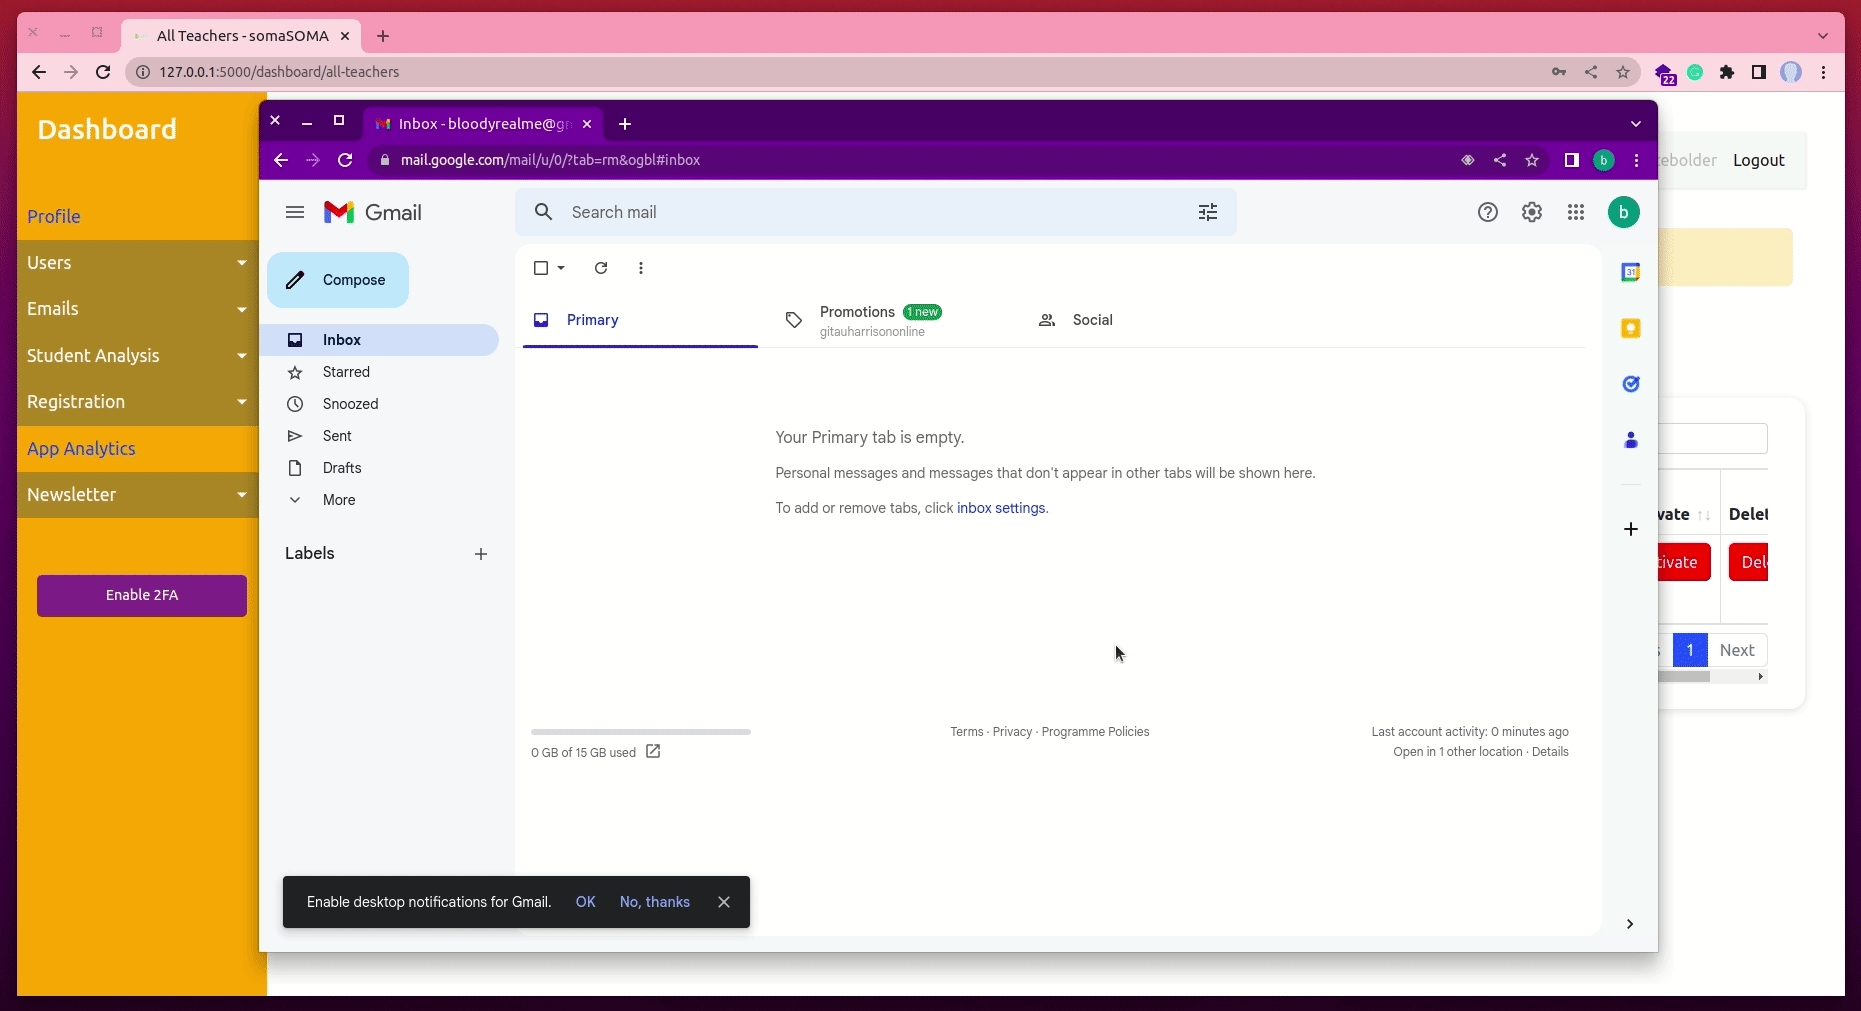 All Teachers - somaSOMA
127.0.0.1:5000/dashboard/all-teachers
22
Dashboard
Profile
Users
Emails
Student Analysis
Registration
App Analytics
Newsletter
Enable 2FA
Inbox - bloodyrealme@g
mail.google.com/mail/u/0/?tab=rm&ogbl#inbox
b
Gmail
Search mail
b
Compose
Inbox
Starred
Snoozed
Sent
Drafts
More
Labels
Primary
Promotions 1 new
gitauharrisononline
Social
Your Primary tab is empty.
Personal messages and messages that don't appear in other tabs will be shown here.
To add or remove tabs, click inbox settings.
0 GB of 15 GB used
Terms · Privacy · Programme Policies
Last account activity: 0 minutes ago
Open in 1 other location · Details
Enable desktop notifications for Gmail. OK No, thanks
31
ebolder Logout
vate ↑↓ Delet
tivate Del
s 1 Next